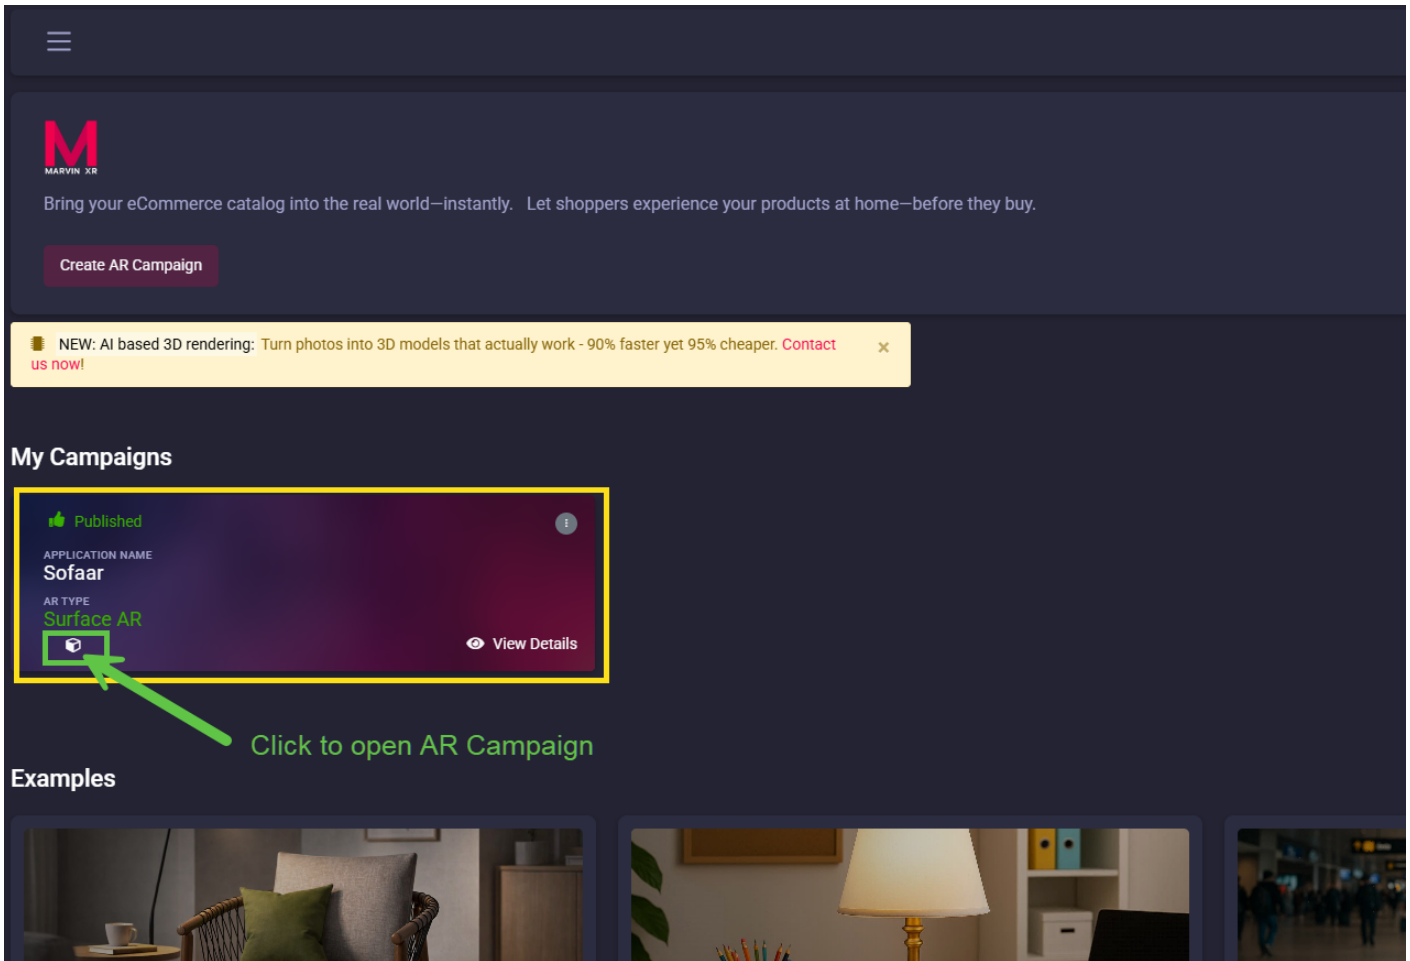 M
MARVIN XR
Bring your eCommerce catalog into the real world—instantly. Let shoppers experience your products at home—before they buy.
Create AR Campaign
NEW: AI based 3D rendering: Turn photos into 3D models that actually work - 90% faster yet 95% cheaper. Contact
us now!
×
My Campaigns
Published
APPLICATION NAME
Sofaar
AR TYPE
Surface AR
View Details
Click to open AR Campaign
Examples